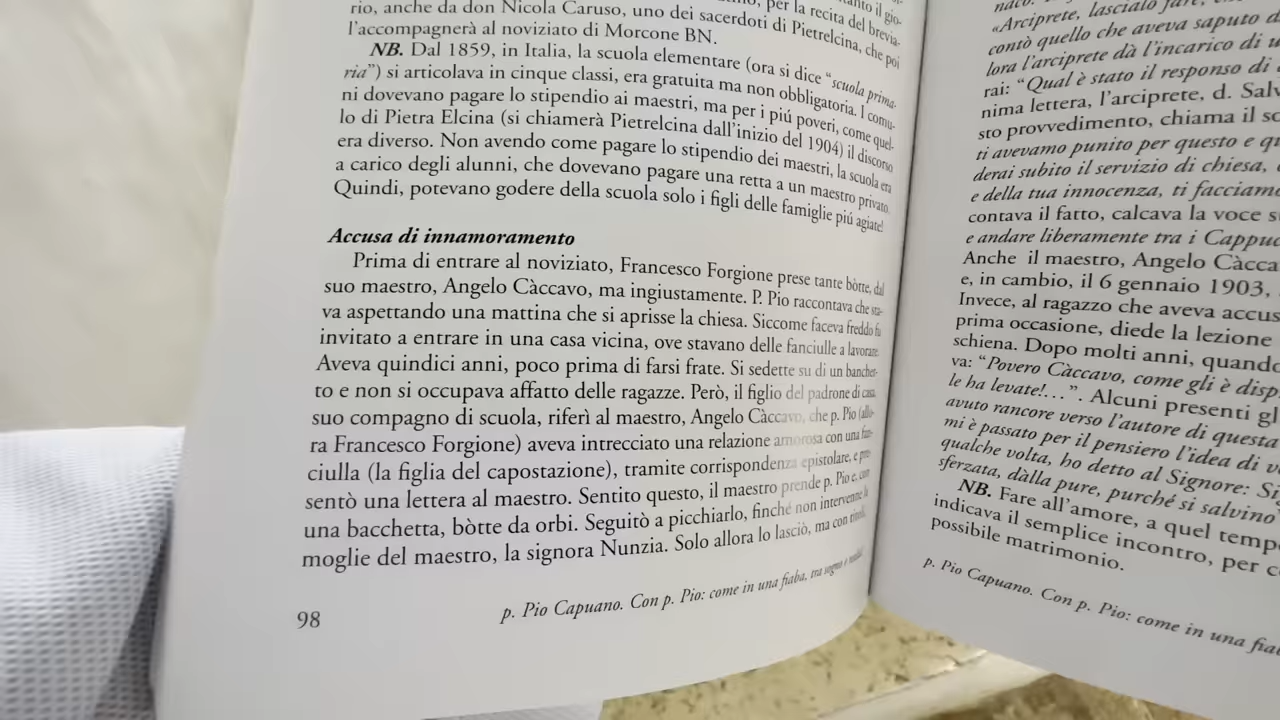 rio, anche da don Nicola Caruso, uno dei sacerdoti di Pietrelcina, che poi
l'accompagnerà al noviziato di Morcone BN.
NB. Dal 1859, in Italia, la scuola elementare (ora si dice "scuola prima-
ria") si articolava in cinque classi, era gratuita ma non obbligatoria. I comu-
ni dovevano pagare lo stipendio ai maestri, ma per i piú poveri, come quel-
lo di Pietra Elcina (si chiamerà Pietrelcina dall'inizio del 1904) il discorso
era diverso. Non avendo come pagare lo stipendio dei maestri, la scuola era
a carico degli alunni, che dovevano pagare una retta a un maestro privato.
Quindi, potevano godere della scuola solo i figli delle famiglie piú agiate!
Accusa di innamoramento
Prima di entrare al noviziato, Francesco Forgione prese tante bòtte, dal
suo maestro, Angelo Càccavo, ma ingiustamente. P. Pio raccontava che sta-
va aspettando una mattina che si aprisse la chiesa. Siccome faceva freddo fu
invitato a entrare in una casa vicina, ove stavano delle fanciulle a lavorare.
Aveva quindici anni, poco prima di farsi frate. Si sedette su di un banchet-
to e non si occupava affatto delle ragazze. Però, il figlio del padrone di casa,
suo compagno di scuola, riferì al maestro, Angelo Càccavo, che p. Pio (allo-
ra Francesco Forgione) aveva intrecciato una relazione amorosa con una fan-
ciulla (la figlia del capostazione), tramite corrispondenza epistolare, e pre-
sentò una lettera al maestro. Sentito questo, il maestro prende p. Pio e, con
una bacchetta, bòtte da orbi. Seguitò a picchiarlo, finché non intervenne la
moglie del maestro, la signora Nunzia. Solo allora lo lasciò, ma con
98
p. Pio Capuano. Con p. Pio: come in una fiaba, tra sogno e realtà
«Arciprete, lascialo fare,
contò quello che aveva saputo
lora l'arciprete dà l'incarico di
rai: "Qual è stato il responso di
nima lettera, l'arciprete, d.
sto provvedimento, chiama il
ti avevamo punito per questo e
derai subito il servizio di chiesa,
e della tua innocenza, ti facciamo
contava il fatto, calcava la voce
e andare liberamente tra i
Anche il maestro, Angelo
e, in cambio, il 6 gennaio 1903,
Invece, al ragazzo che aveva
prima occasione, diede la lezione
schiena. Dopo molti anni, quando
va: "Povero Càccavo, come gli è
le ha levate!…". Alcuni presenti
avuto rancore verso l'autore di questa
mi è passato per il pensiero l'idea di
qualche volta, ho detto al Signore:
sferzata, dàlla pure, purché si salvino
NB. Fare all'amore, a quel tempo
indicava il semplice incontro, per
possibile matrimonio.
p. Pio Capuano. Con p. Pio: come in una